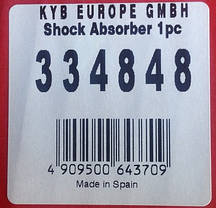 KYB EUROPE GMBH
Shock Absorber 1pc
334848
4 909500 643709
Made in Spain